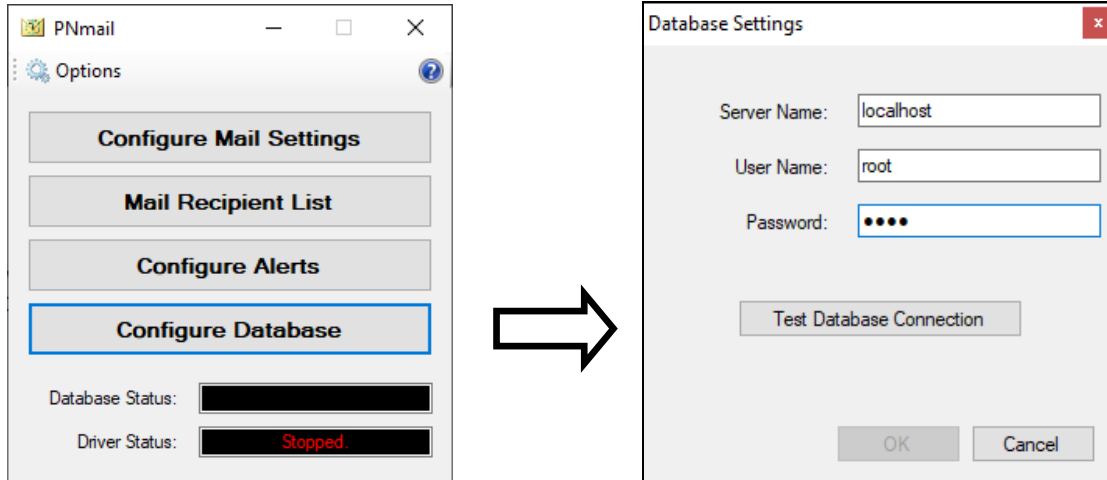 PNmail
Options
Configure Mail Settings
Mail Recipient List
Configure Alerts
Configure Database
Database Status:
Driver Status: Stopped.
Database Settings
Server Name: localhost
User Name: root
Password: ●●●●
Test Database Connection
OK Cancel